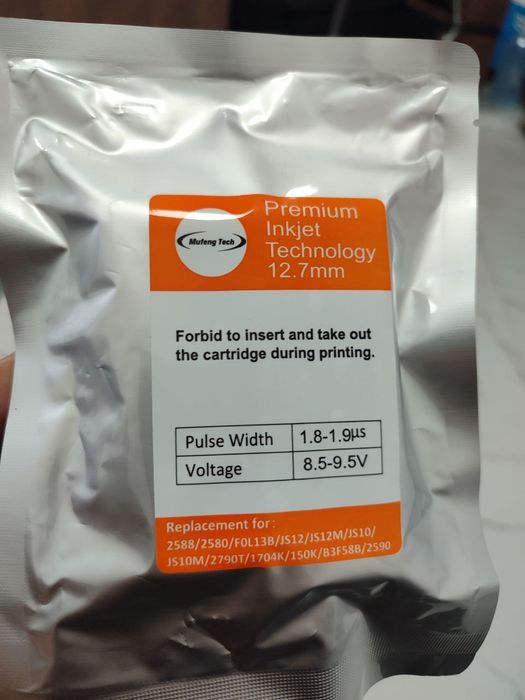 Mufeng Tech
Premium
Inkjet
Technology
12.7mm
Forbid to insert and take out
the cartridge during printing.
Pulse Width 1.8-1.9μs
Voltage 8.5-9.5V
Replacement for:
2588/2580/F0L13B/JS12/JS12M/JS10/
JS10M/2790T/1704K/150K/B3F58B/2590